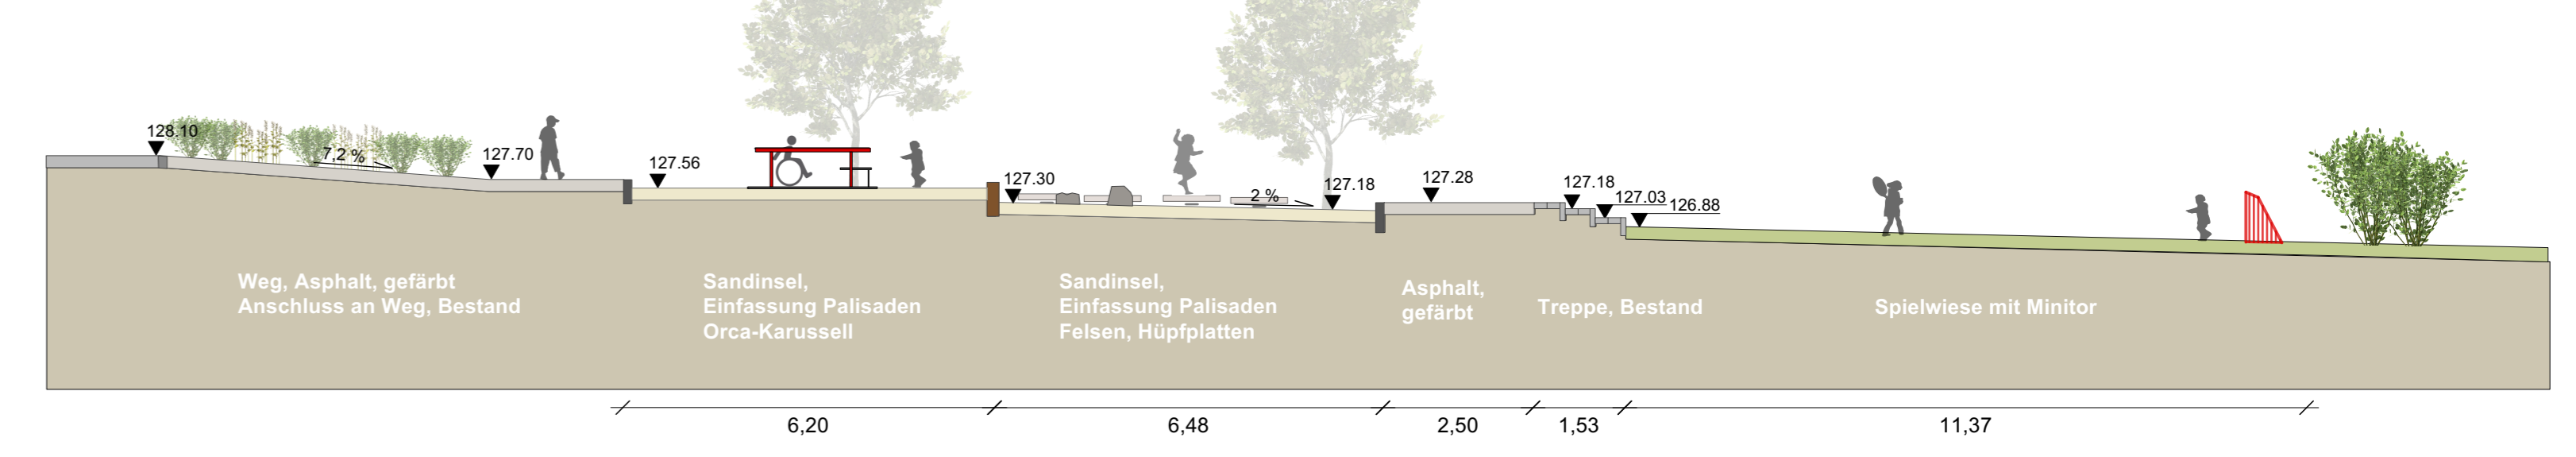 128.10
7,2 %
127.70
127.56
127.30
2 %
127.18
127.28
127.18
127.03
126.88
Weg, Asphalt, gefärbt
Anschluss an Weg, Bestand
Sandinsel,
Einfassung Palisaden
Orca-Karussell
Sandinsel,
Einfassung Palisaden
Felsen, Hüpfplatten
Asphalt,
gefärbt
Treppe, Bestand
Spielwiese mit Minitor
6,20
6,48
2,50
1,53
11,37